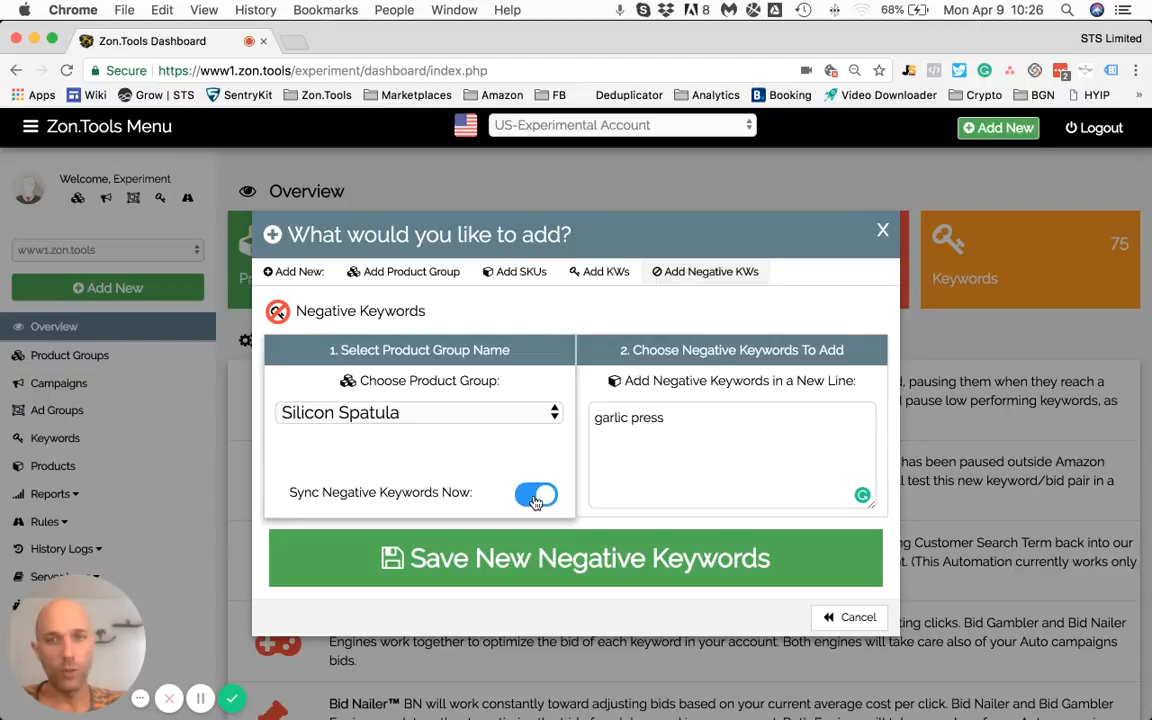 Chrome File Edit View History Bookmarks People Window Help
8 68% Mon Apr 9 10:26
Zon.Tools Dashboard
STS Limited
Secure https://www1.zon.tools/experiment/dashboard/index.php
2
Apps Wiki Grow | STS SentryKit Zon.Tools Marketplaces Amazon FB Deduplicator Analytics Booking Video Downloader Crypto BGN HYIP »
Zon.Tools Menu
US-Experimental Account
Add New
Logout
Welcome, Experiment
www1.zon.tools
Add New
Overview
Product Groups
Campaigns
Ad Groups
Keywords
Products
Reports
Rules
History Logs
Overview
75
Keywords
What would you like to add?
X
Add New: Add Product Group Add SKUs Add KWs Add Negative KWs
Negative Keywords
1. Select Product Group Name
2. Choose Negative Keywords To Add
Choose Product Group:
Add Negative Keywords in a New Line:
Silicon Spatula
garlic press
Sync Negative Keywords Now:
Save New Negative Keywords
Cancel
, pausing them when they reach a
pause low performing keywords, as
has been paused outside Amazon
test this new keyword/bid pair in a
Customer Search Term back into our
t. (This Automation currently works only
ting clicks. Bid Gambler and Bid Nailer
Engines work together to optimize the bid of each keyword in your account. Both engines will take care also of your Auto campaigns
bids.
Bid Nailer™ BN will work constantly toward adjusting bids based on your current average cost per click. Bid Nailer and Bid Gambler